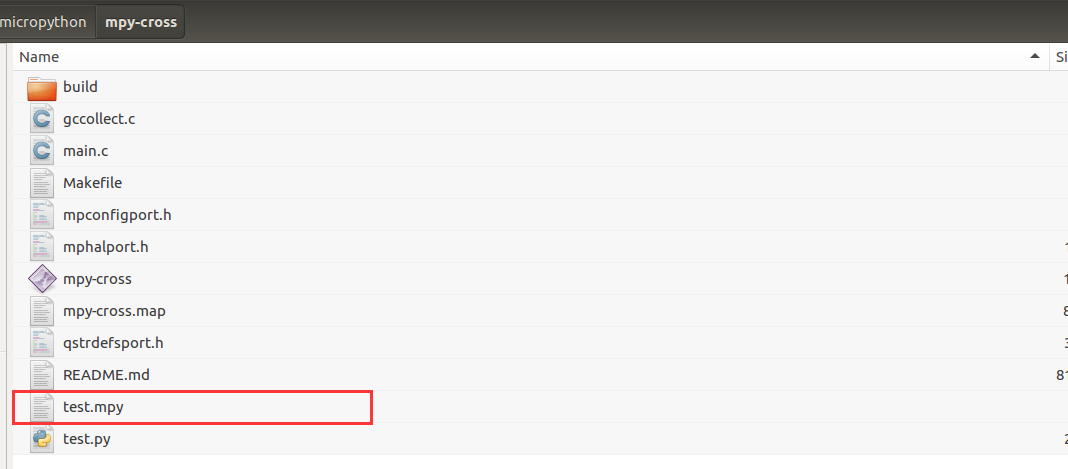 micropython mpy-cross
Name Si
build
gccollect.c
main.c
Makefile
mpconfigport.h
mphalport.h 1
mpy-cross 1
mpy-cross.map 8
qstrdefsport.h 3
README.md 81
test.mpy
test.py 2